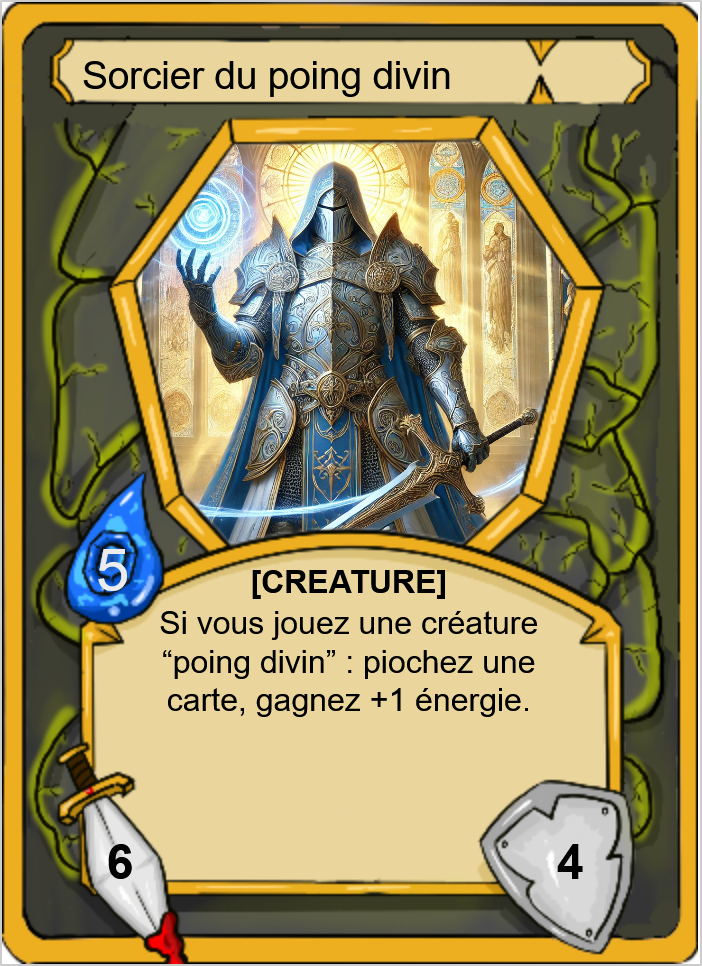 Sorcier du poing divin
5
[CREATURE]
Si vous jouez une créature
“poing divin” : piochez une
carte, gagnez +1 énergie.
6
4